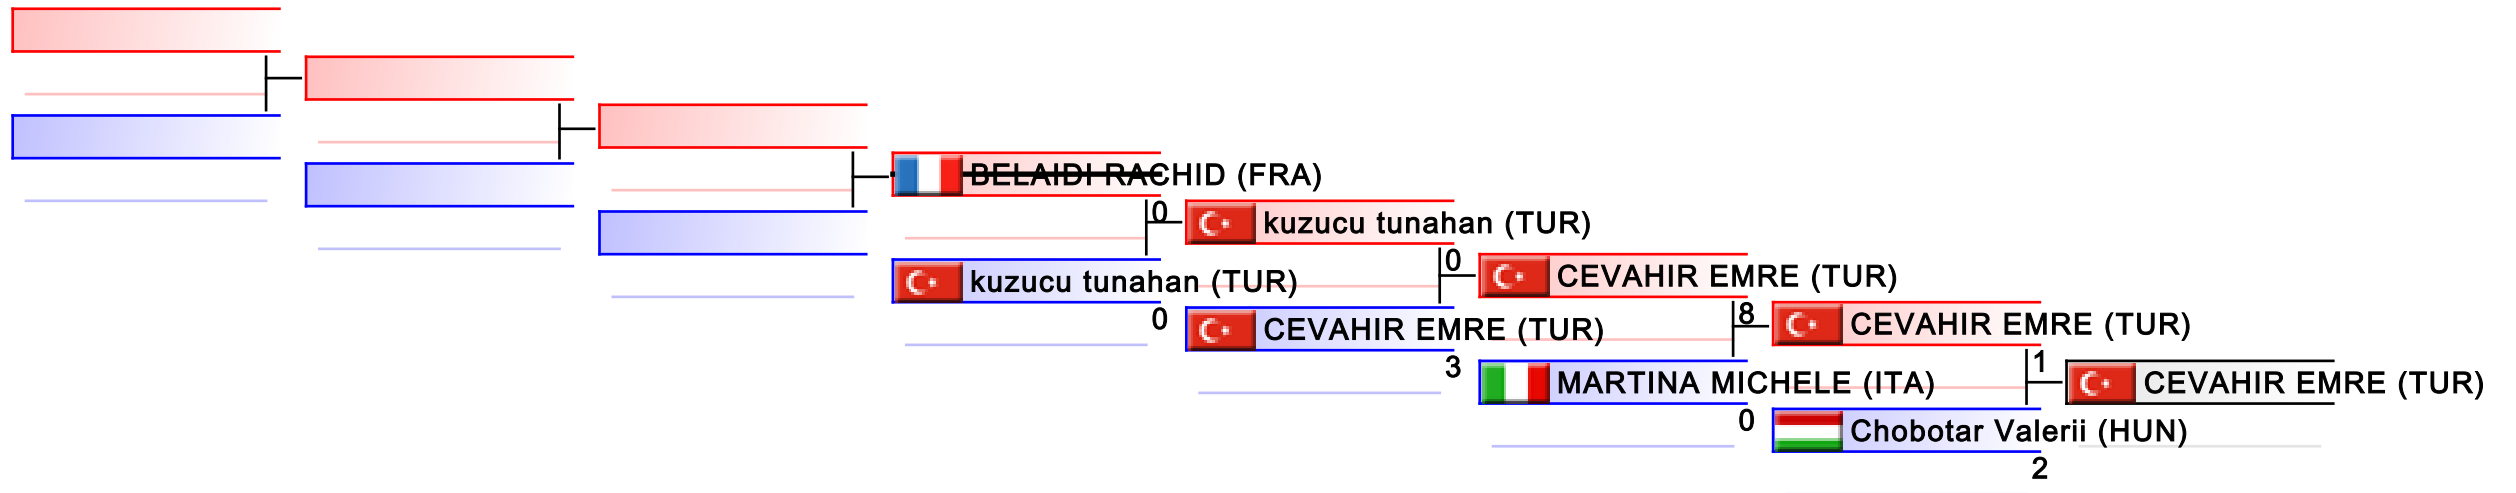 BELAIDI RACHID (FRA)
0
kuzucu tunahan (TUR)
kuzucu tunahan (TUR)
0
0
CEVAHIR EMRE (TUR)
CEVAHIR EMRE (TUR)
3
8
CEVAHIR EMRE (TUR)
MARTINA MICHELE (ITA)
0
1
CEVAHIR EMRE (TUR)
Chobotar Valerii (HUN)
2